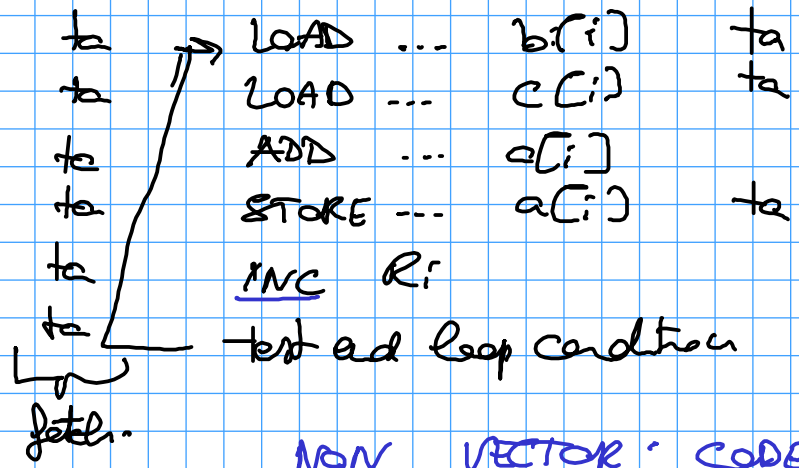 ta LOAD ... b[i] ta
ta LOAD ... c[i] ta
ta ADD ... a[i]
ta STORE ... a[i] ta
ta INC Ri
ta test end loop condition
fetch.
NON VECTOR CODE